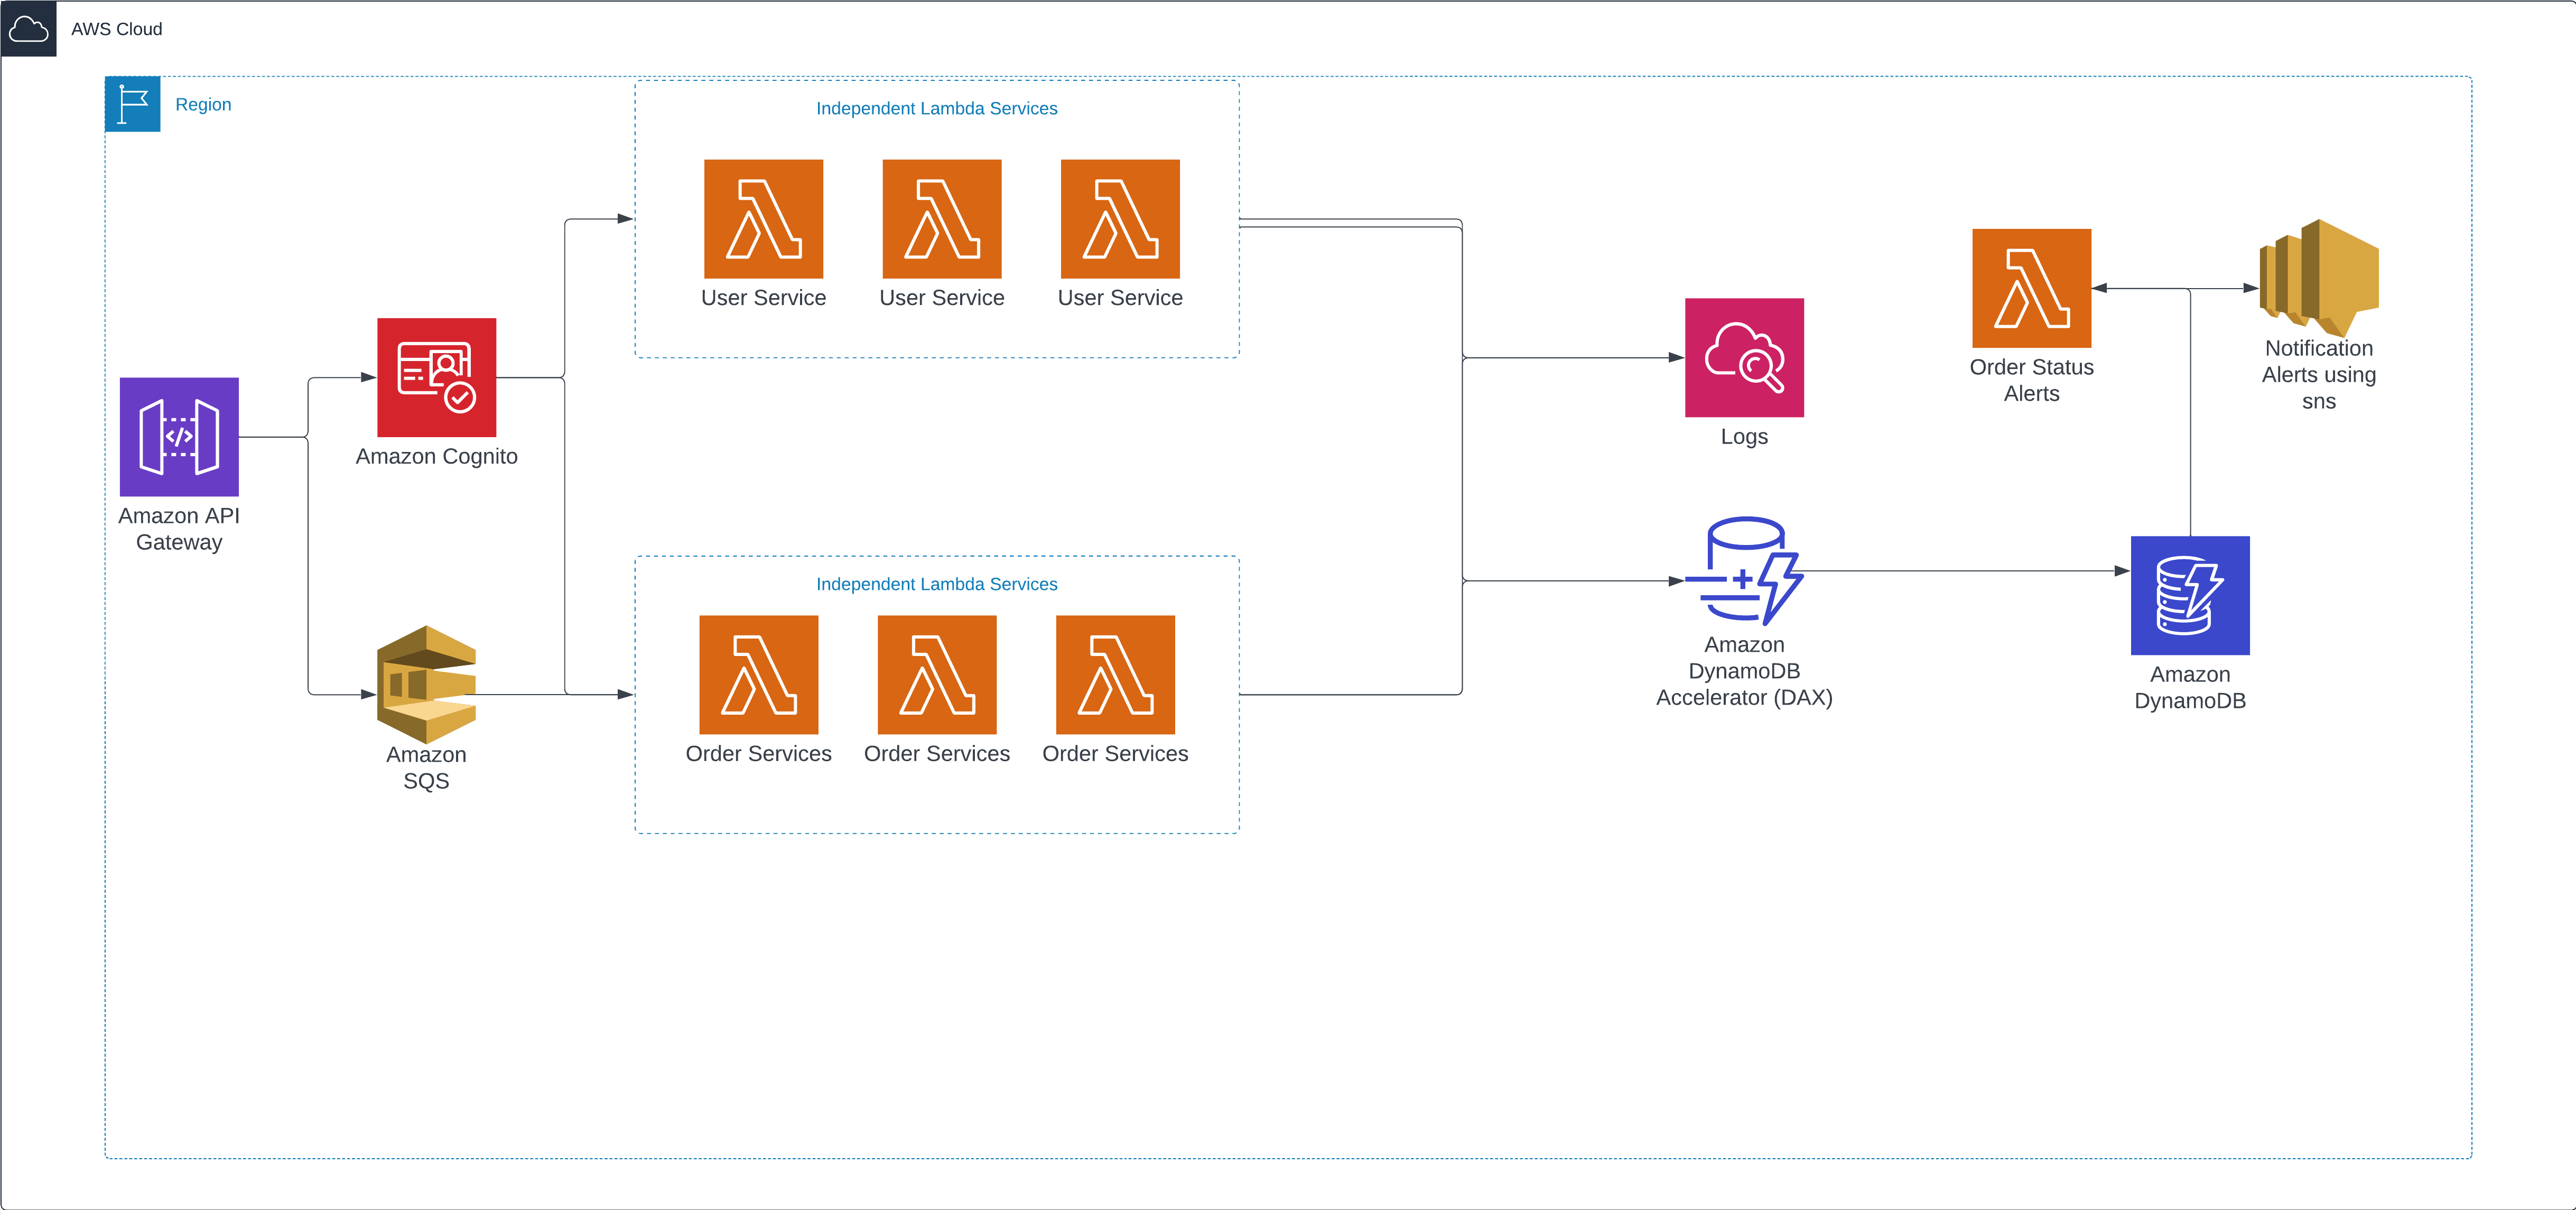 AWS Cloud
Region
Independent Lambda Services
User Service
User Service
User Service
Amazon API
Gateway
Amazon Cognito
Amazon
SQS
Independent Lambda Services
Order Services
Order Services
Order Services
Logs
Amazon
DynamoDB
Accelerator (DAX)
Order Status
Alerts
Notification
Alerts using
sns
Amazon
DynamoDB